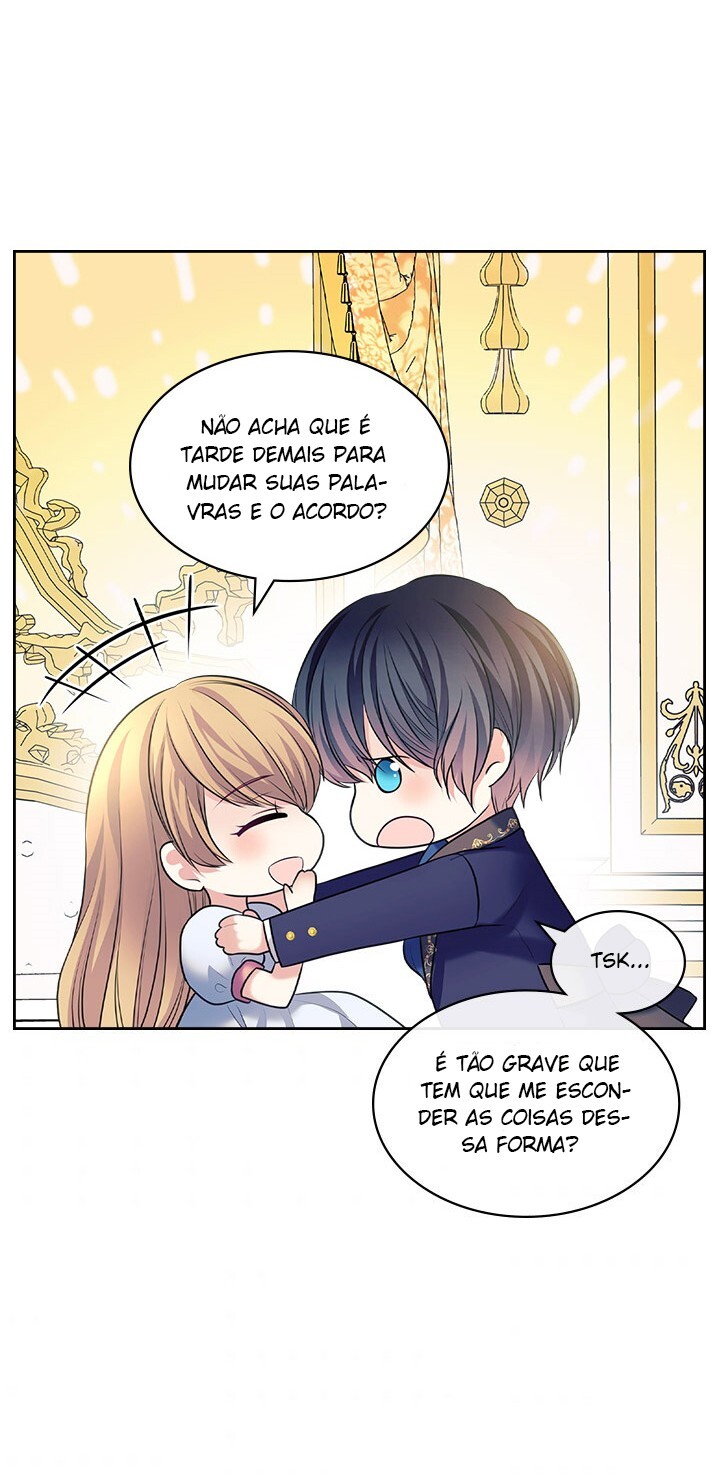 NÃO ACHA QUE É
TARDE DEMAIS PARA
MUDAR SUAS PALA-
VRAS E O ACORDO?
TSK...
É TÃO GRAVE QUE
TEM QUE ME ESCON-
DER AS COISAS DES-
SA FORMA?